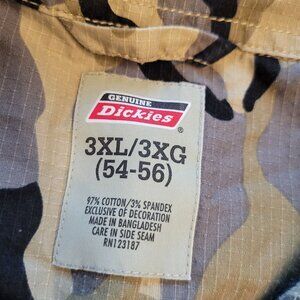 GENUINE
Dickies®
3XL/3XG
(54-56)
97% COTTON/3% SPANDEX
EXCLUSIVE OF DECORATION
MADE IN BANGLADESH
CARE IN SIDE SEAM
RN123187